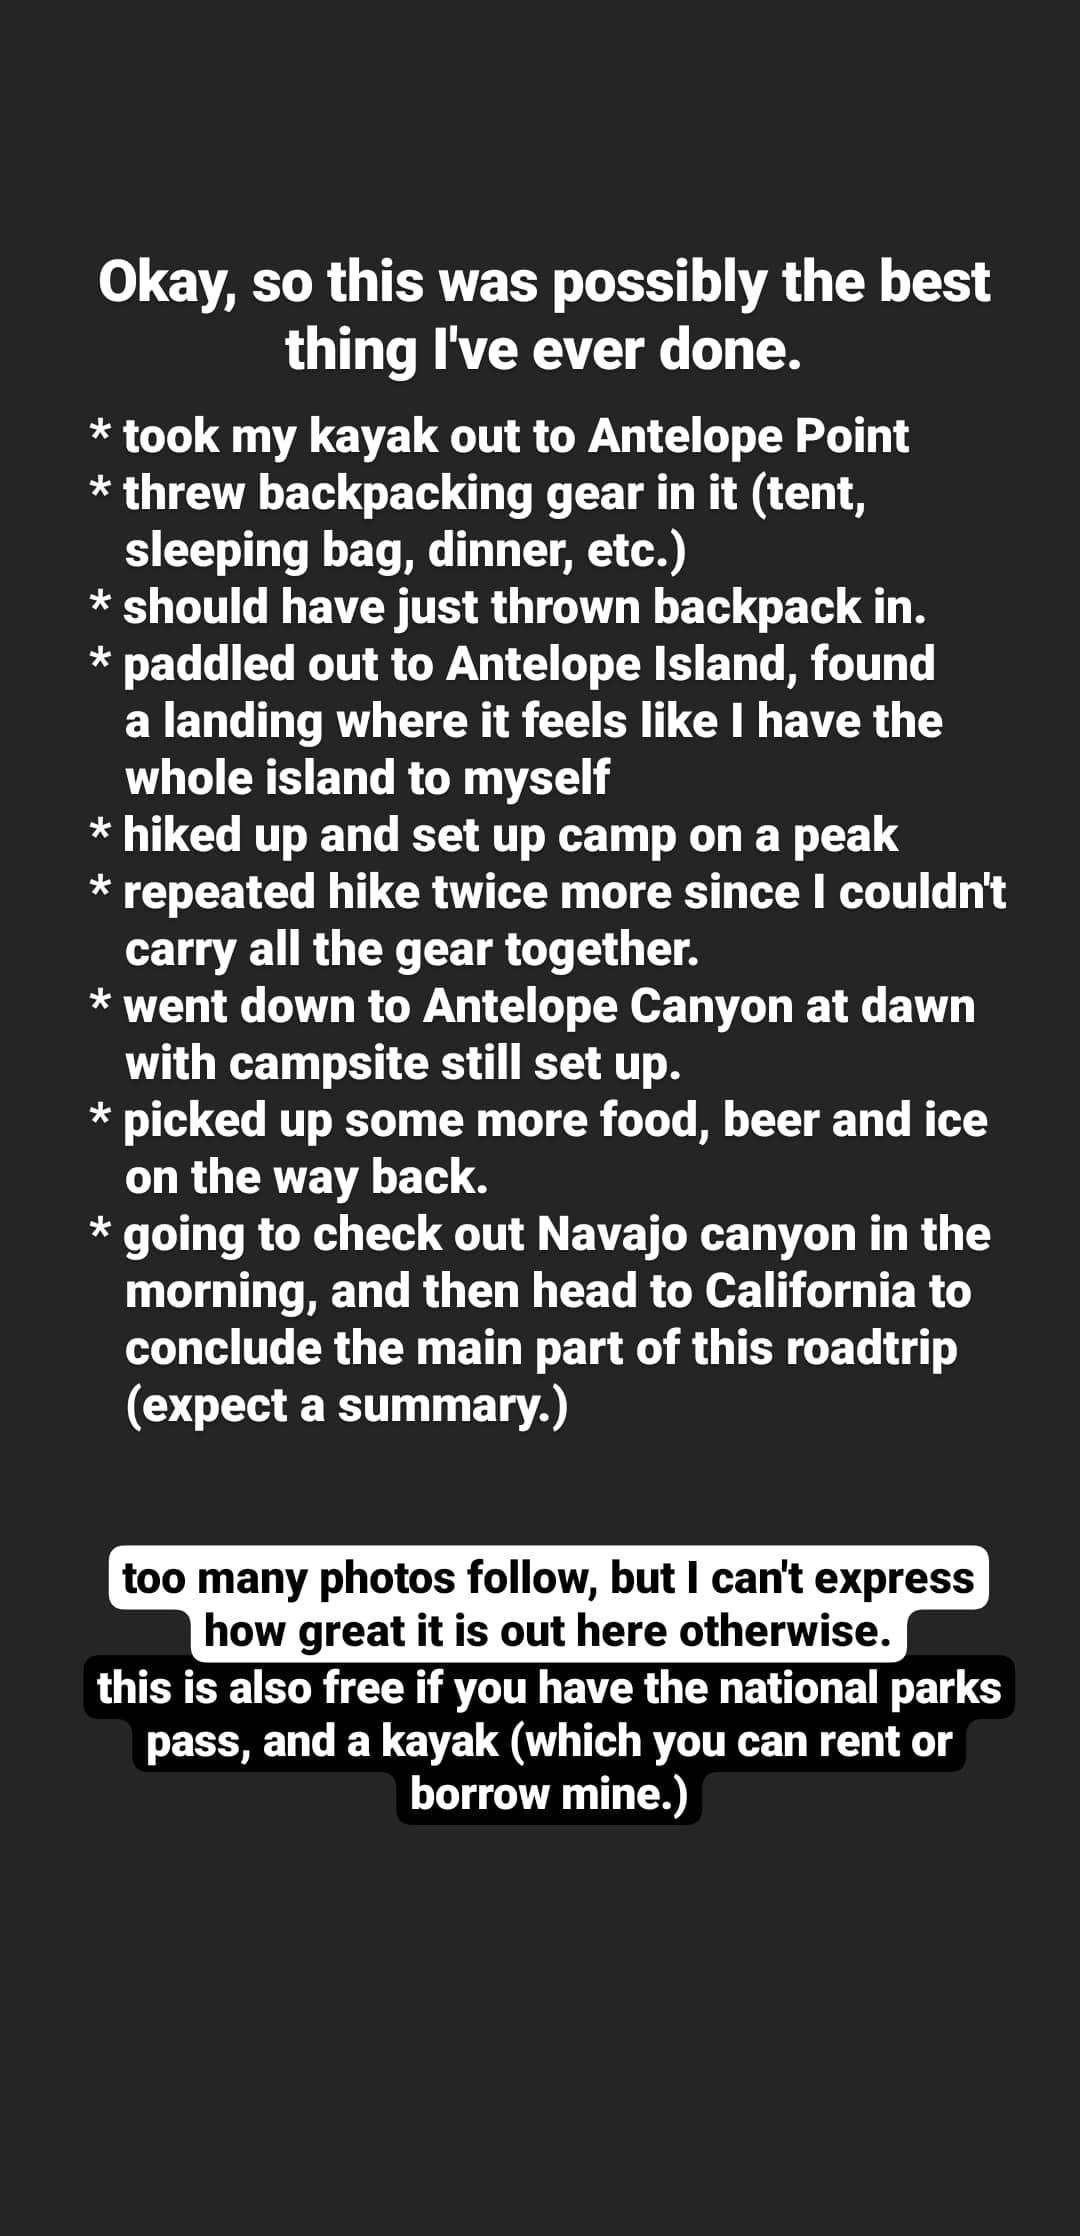 Okay, so this was possibly the best
thing I've ever done.
* took my kayak out to Antelope Point
* threw backpacking gear in it (tent,
sleeping bag, dinner, etc.)
* should have just thrown backpack in.
* paddled out to Antelope Island, found
a landing where it feels like I have the
whole island to myself
* hiked up and set up camp on a peak
* repeated hike twice more since I couldn't
carry all the gear together.
* went down to Antelope Canyon at dawn
with campsite still set up.
* picked up some more food, beer and ice
on the way back.
* going to check out Navajo canyon in the
morning, and then head to California to
conclude the main part of this roadtrip
(expect a summary.)
too many photos follow, but I can't express
how great it is out here otherwise.
this is also free if you have the national parks
pass, and a kayak (which you can rent or
borrow mine.)